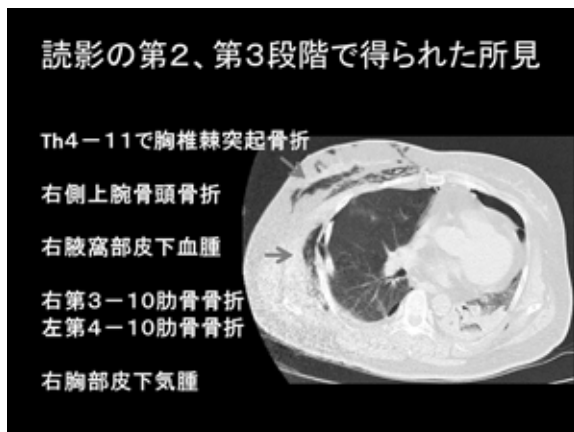 読影の第2、第3段階で得られた所見
Th4－11で胸椎棘突起骨折
右側上腕骨頭骨折
右腋窩部皮下血腫
右第3－10肋骨骨折
左第4－10肋骨骨折
右胸部皮下気腫